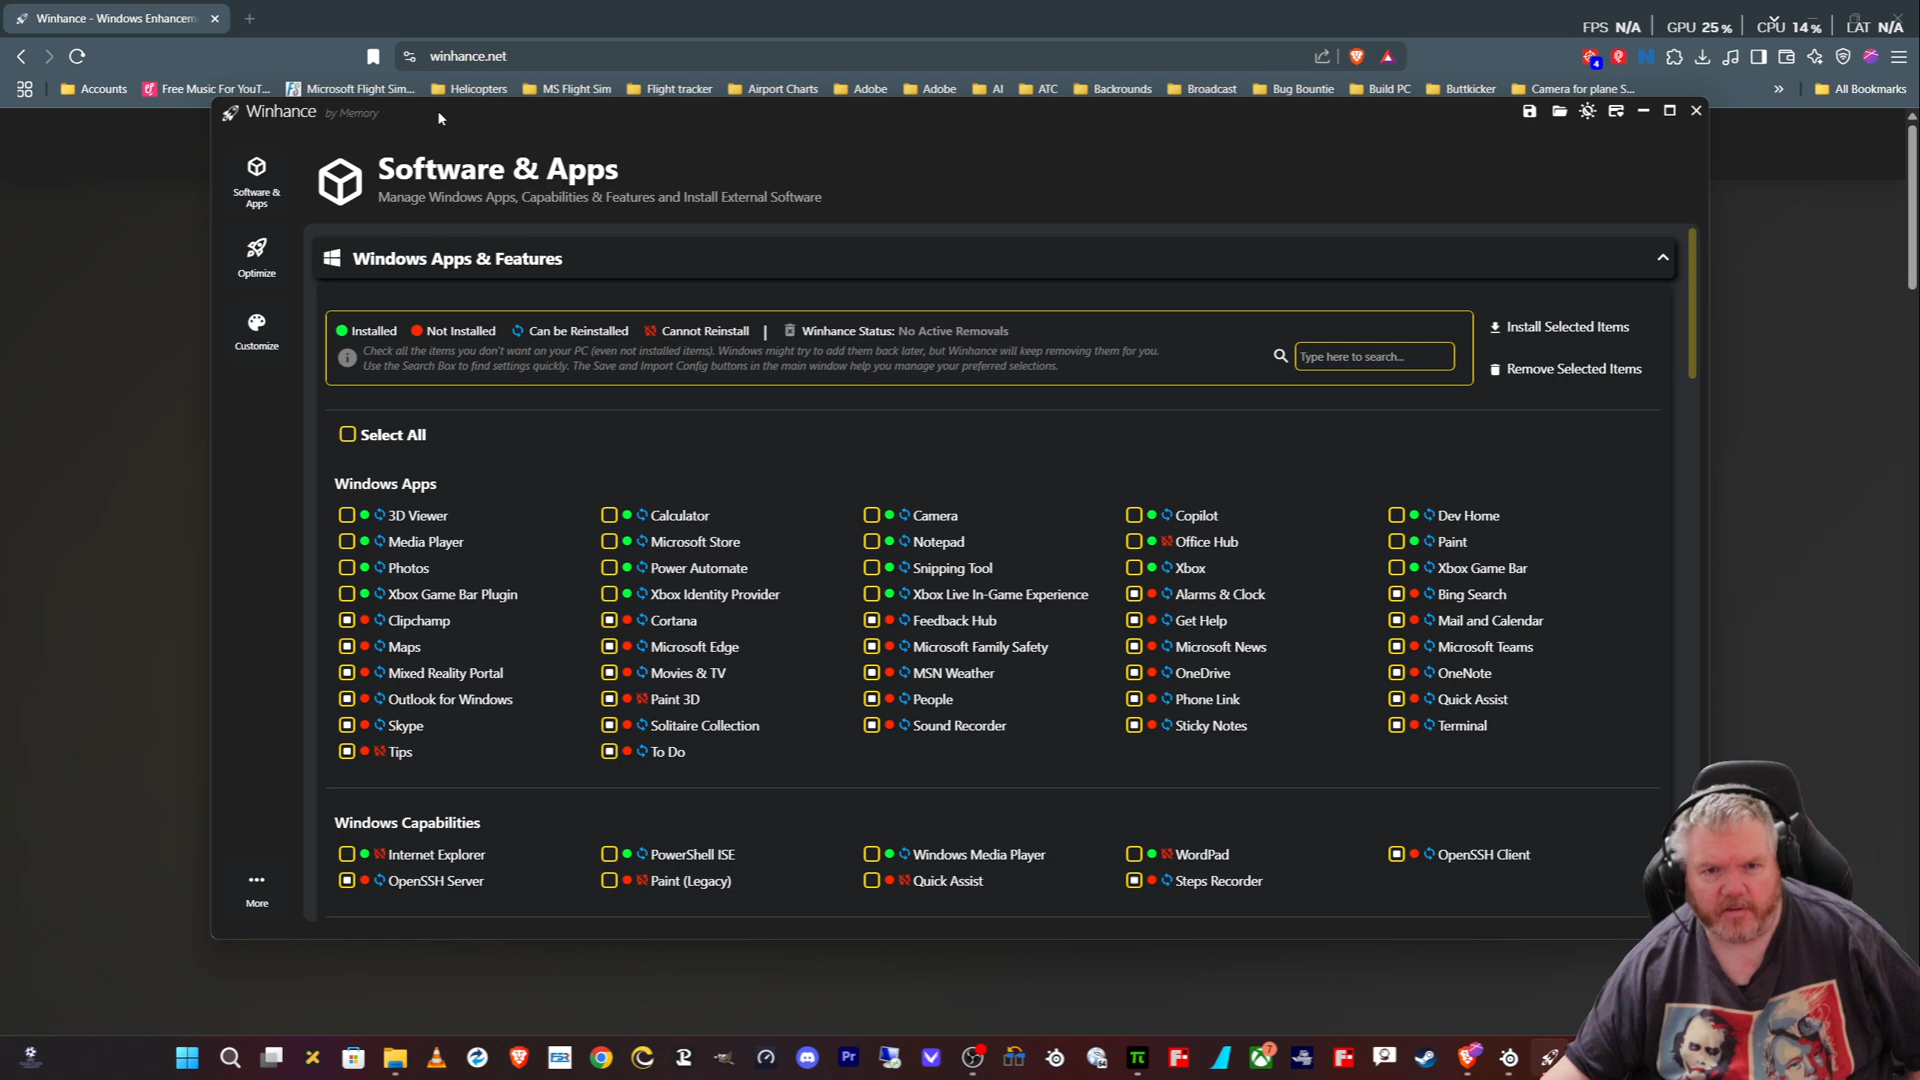 Winhance - Windows Enhancem
FPS N/A | GPU 25% | CPU 14% | LAT N/A
winhance.net
4
Accounts
Free Music For YouT...
Microsoft Flight Sim...
Helicopters
MS Flight Sim
Flight tracker
Airport Charts
Adobe
Adobe
AI
ATC
Backrounds
Broadcast
Bug Bountie
Build PC
Buttkicker
Camera for plane S...
»
All Bookmarks
Winhance by Memory
Software & Apps
Manage Windows Apps, Capabilities & Features and Install External Software
Software & Apps
Optimize
Customize
More
Windows Apps & Features
Installed Not Installed Can be Reinstalled Cannot Reinstall | Winhance Status: No Active Removals
Check all the items you don't want on your PC (even not installed items). Windows might try to add them back later, but Winhance will keep removing them for you.
Use the Search Box to find settings quickly. The Save and Import Config buttons in the main window help you manage your preferred selections.
Type here to search...
Install Selected Items
Remove Selected Items
Select All
Windows Apps
3D Viewer Calculator Camera Copilot Dev Home
Media Player Microsoft Store Notepad Office Hub Paint
Photos Power Automate Snipping Tool Xbox Xbox Game Bar
Xbox Game Bar Plugin Xbox Identity Provider Xbox Live In-Game Experience Alarms & Clock Bing Search
Clipchamp Cortana Feedback Hub Get Help Mail and Calendar
Maps Microsoft Edge Microsoft Family Safety Microsoft News Microsoft Teams
Mixed Reality Portal Movies & TV MSN Weather OneDrive OneNote
Outlook for Windows Paint 3D People Phone Link Quick Assist
Skype Solitaire Collection Sound Recorder Sticky Notes Terminal
Tips To Do
Windows Capabilities
Internet Explorer PowerShell ISE Windows Media Player WordPad OpenSSH Client
OpenSSH Server Paint (Legacy) Quick Assist Steps Recorder
Pr
7